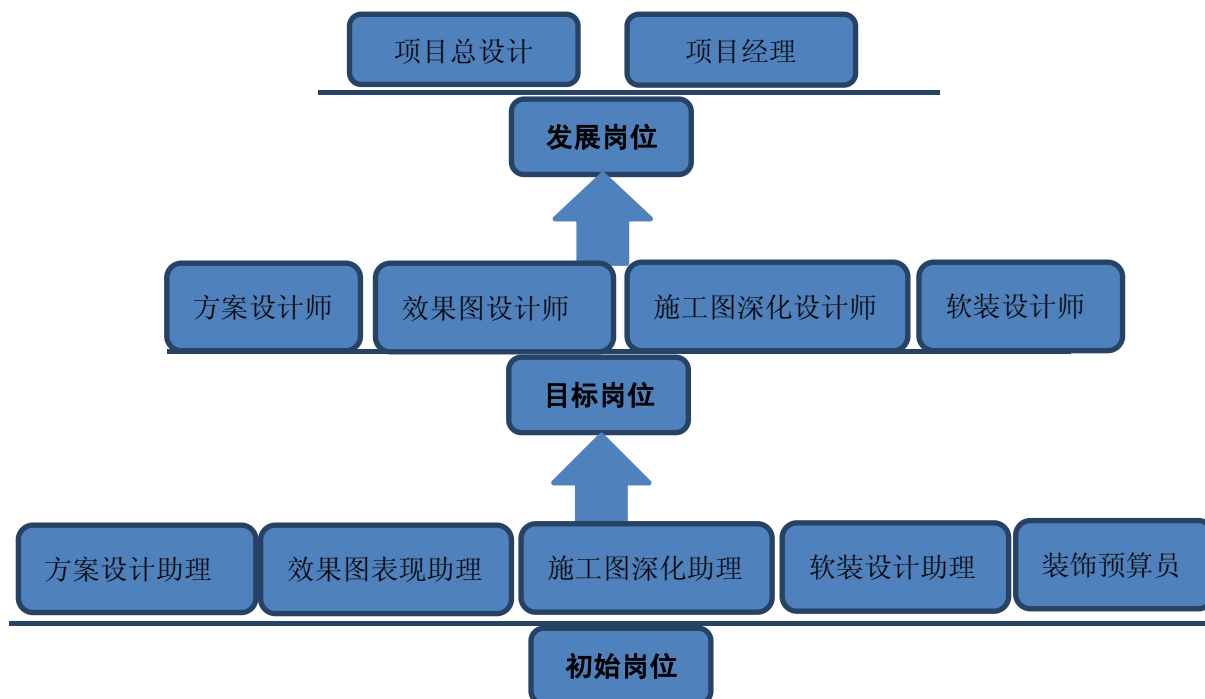 项目总设计 项目经理
发展岗位
方案设计师 效果图设计师 施工图深化设计师 软装设计师
目标岗位
方案设计助理 效果图表现助理 施工图深化助理 软装设计助理 装饰预算员
初始岗位